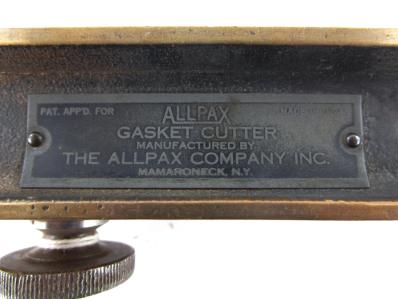 PAT. APP'D. FOR
ALLPAX
GASKET CUTTER
MANUFACTURED BY
THE ALLPAX COMPANY INC.
MAMARONECK, N.Y.